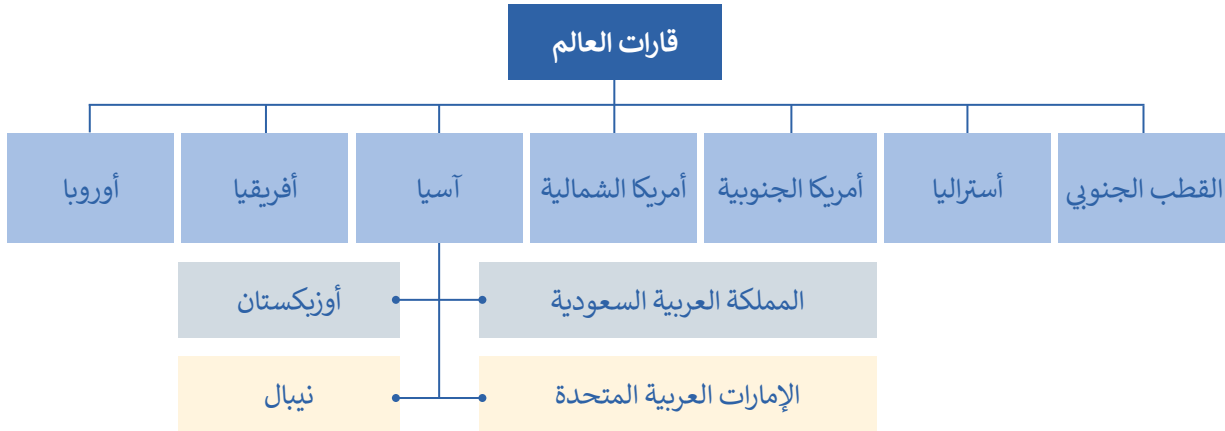 قارات العالم
القطب الجنوبي
أستراليا
أمريكا الجنوبية
أمريكا الشمالية
آسيا
أفريقيا
أوروبا
المملكة العربية السعودية
أوزبكستان
الإمارات العربية المتحدة
نيبال